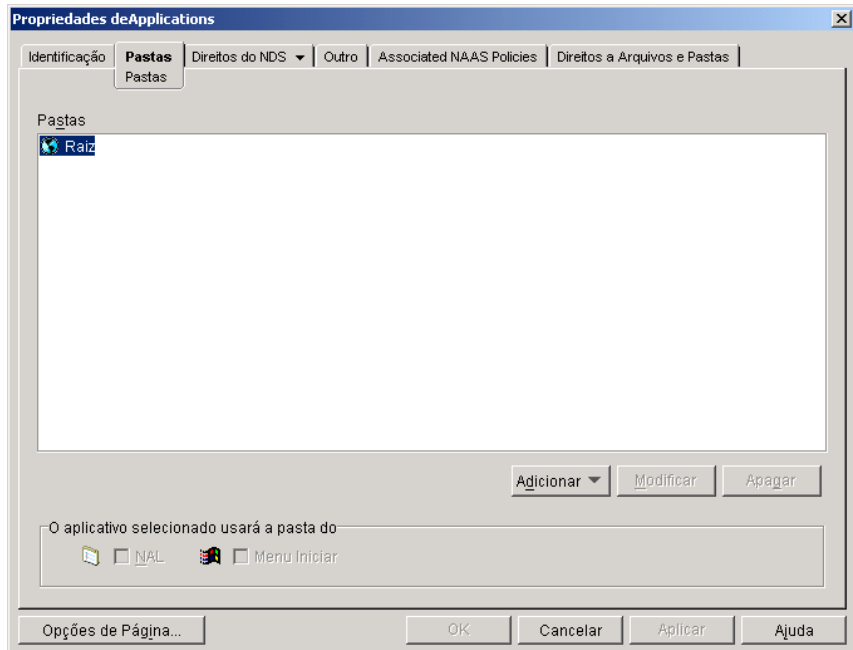 Propriedades deApplications
Identificação Pastas Direitos do NDS Outro Associated NAAS Policies Direitos a Arquivos e Pastas
Pastas
Pastas
Raiz
Adicionar Modificar Apagar
O aplicativo selecionado usará a pasta do
NAL Menu Iniciar
Opções de Página... OK Cancelar Aplicar Ajuda